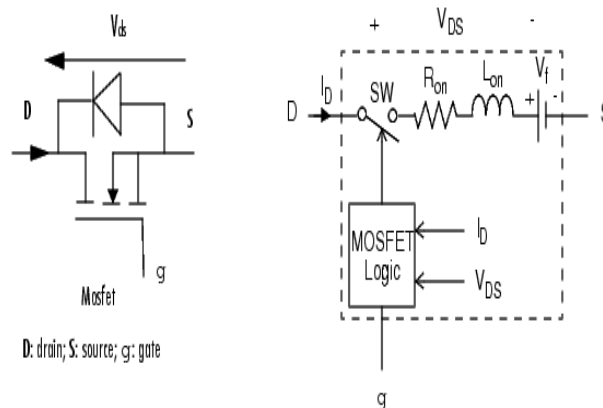 Vds
D
S
g
Mosfet
D: drain; S: source; g: gate
+ VDS -
D ID SW Ron Lon Vf S
+ -
MOSFET
Logic
ID
VDS
g